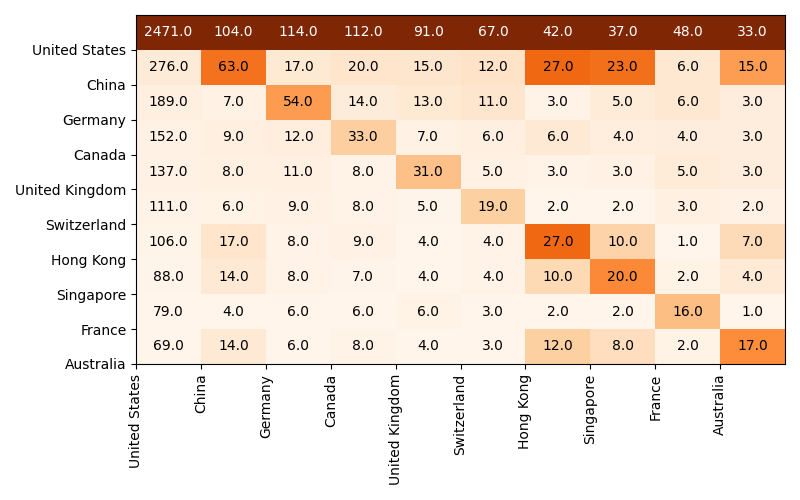 2471.0 104.0 114.0 112.0 91.0 67.0 42.0 37.0 48.0 33.0
United States
276.0 63.0 17.0 20.0 15.0 12.0 27.0 23.0 6.0 15.0
China
189.0 7.0 54.0 14.0 13.0 11.0 3.0 5.0 6.0 3.0
Germany
152.0 9.0 12.0 33.0 7.0 6.0 6.0 4.0 4.0 3.0
Canada
137.0 8.0 11.0 8.0 31.0 5.0 3.0 3.0 5.0 3.0
United Kingdom
111.0 6.0 9.0 8.0 5.0 19.0 2.0 2.0 3.0 2.0
Switzerland
106.0 17.0 8.0 9.0 4.0 4.0 27.0 10.0 1.0 7.0
Hong Kong
88.0 14.0 8.0 7.0 4.0 4.0 10.0 20.0 2.0 4.0
Singapore
79.0 4.0 6.0 6.0 6.0 3.0 2.0 2.0 16.0 1.0
France
69.0 14.0 6.0 8.0 4.0 3.0 12.0 8.0 2.0 17.0
Australia
United States
China
Germany
Canada
United Kingdom
Switzerland
Hong Kong
Singapore
France
Australia